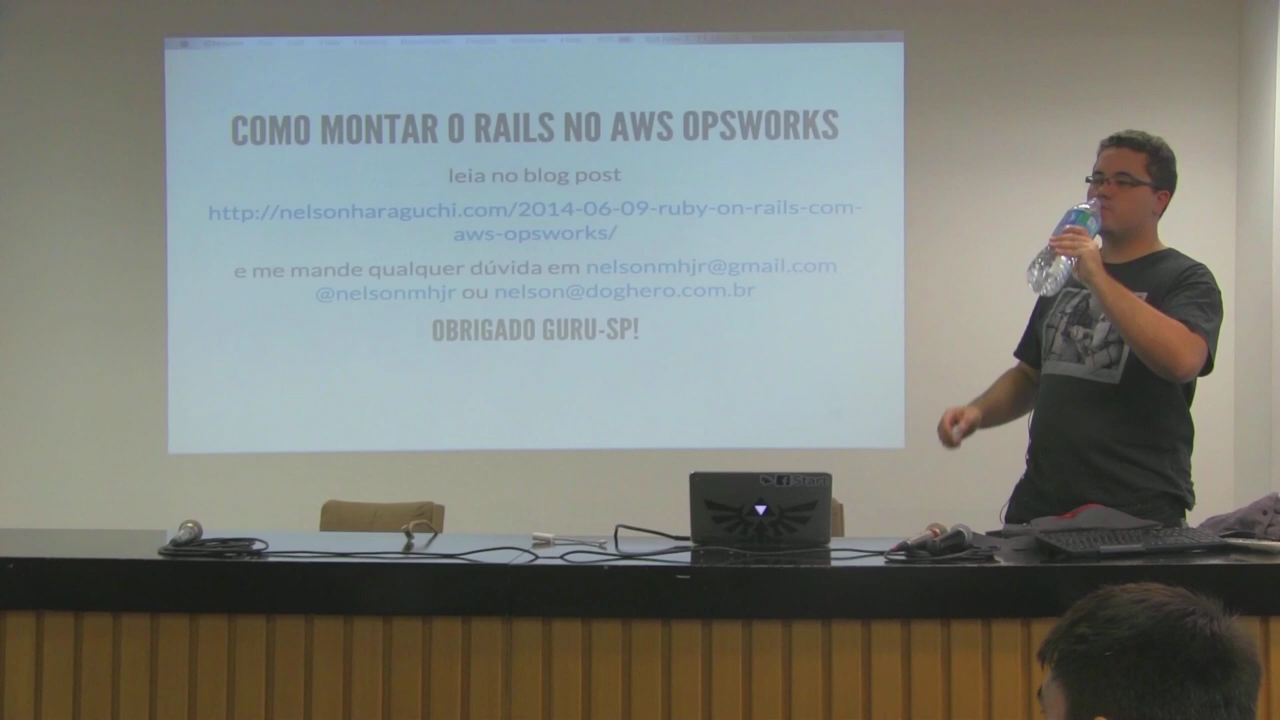 COMO MONTAR O RAILS NO AWS OPSWORKS
leia no blog post
http://nelsonharaguchi.com/2014-06-09-ruby-on-rails-com-
aws-opsworks/
e me mande qualquer dúvida em nelsonmhjr@gmail.com
@nelsonmhjr ou nelson@doghero.com.br
OBRIGADO GURU-SP!